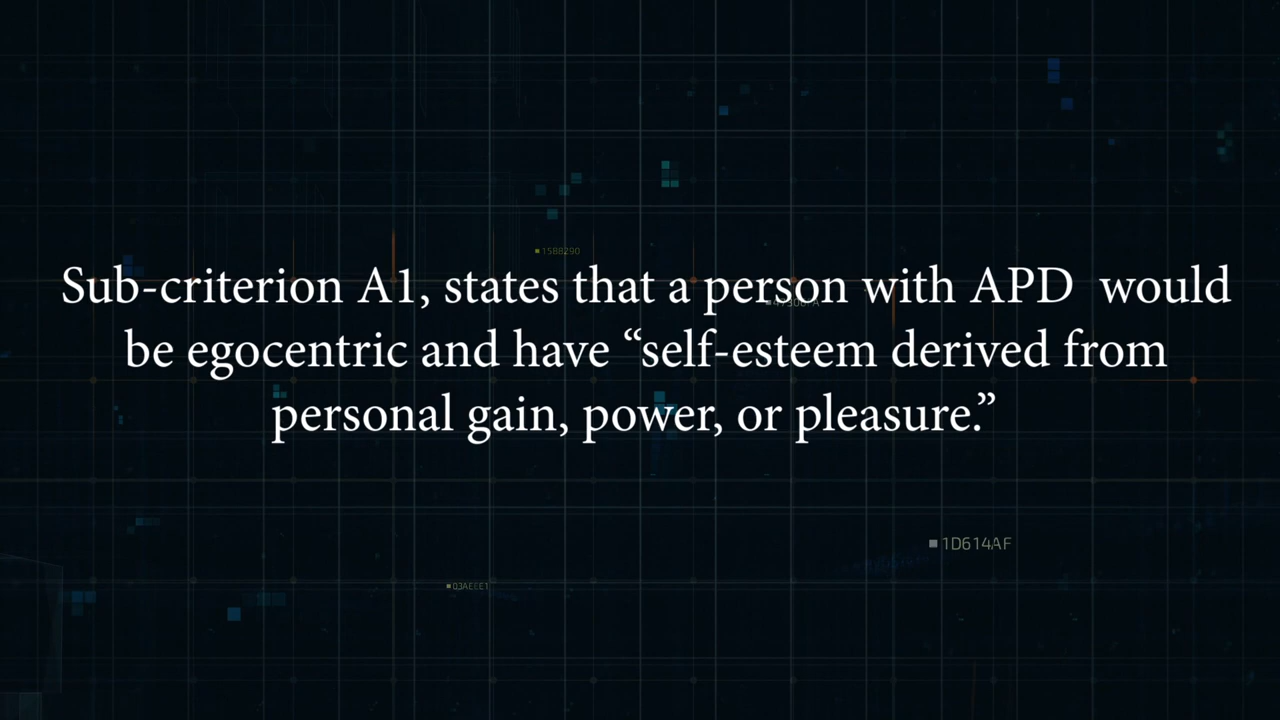 1588290
Sub-criterion A1, states that a person with APD  would
be egocentric and have “self-esteem derived from
personal gain, power, or pleasure.”
1D614AF